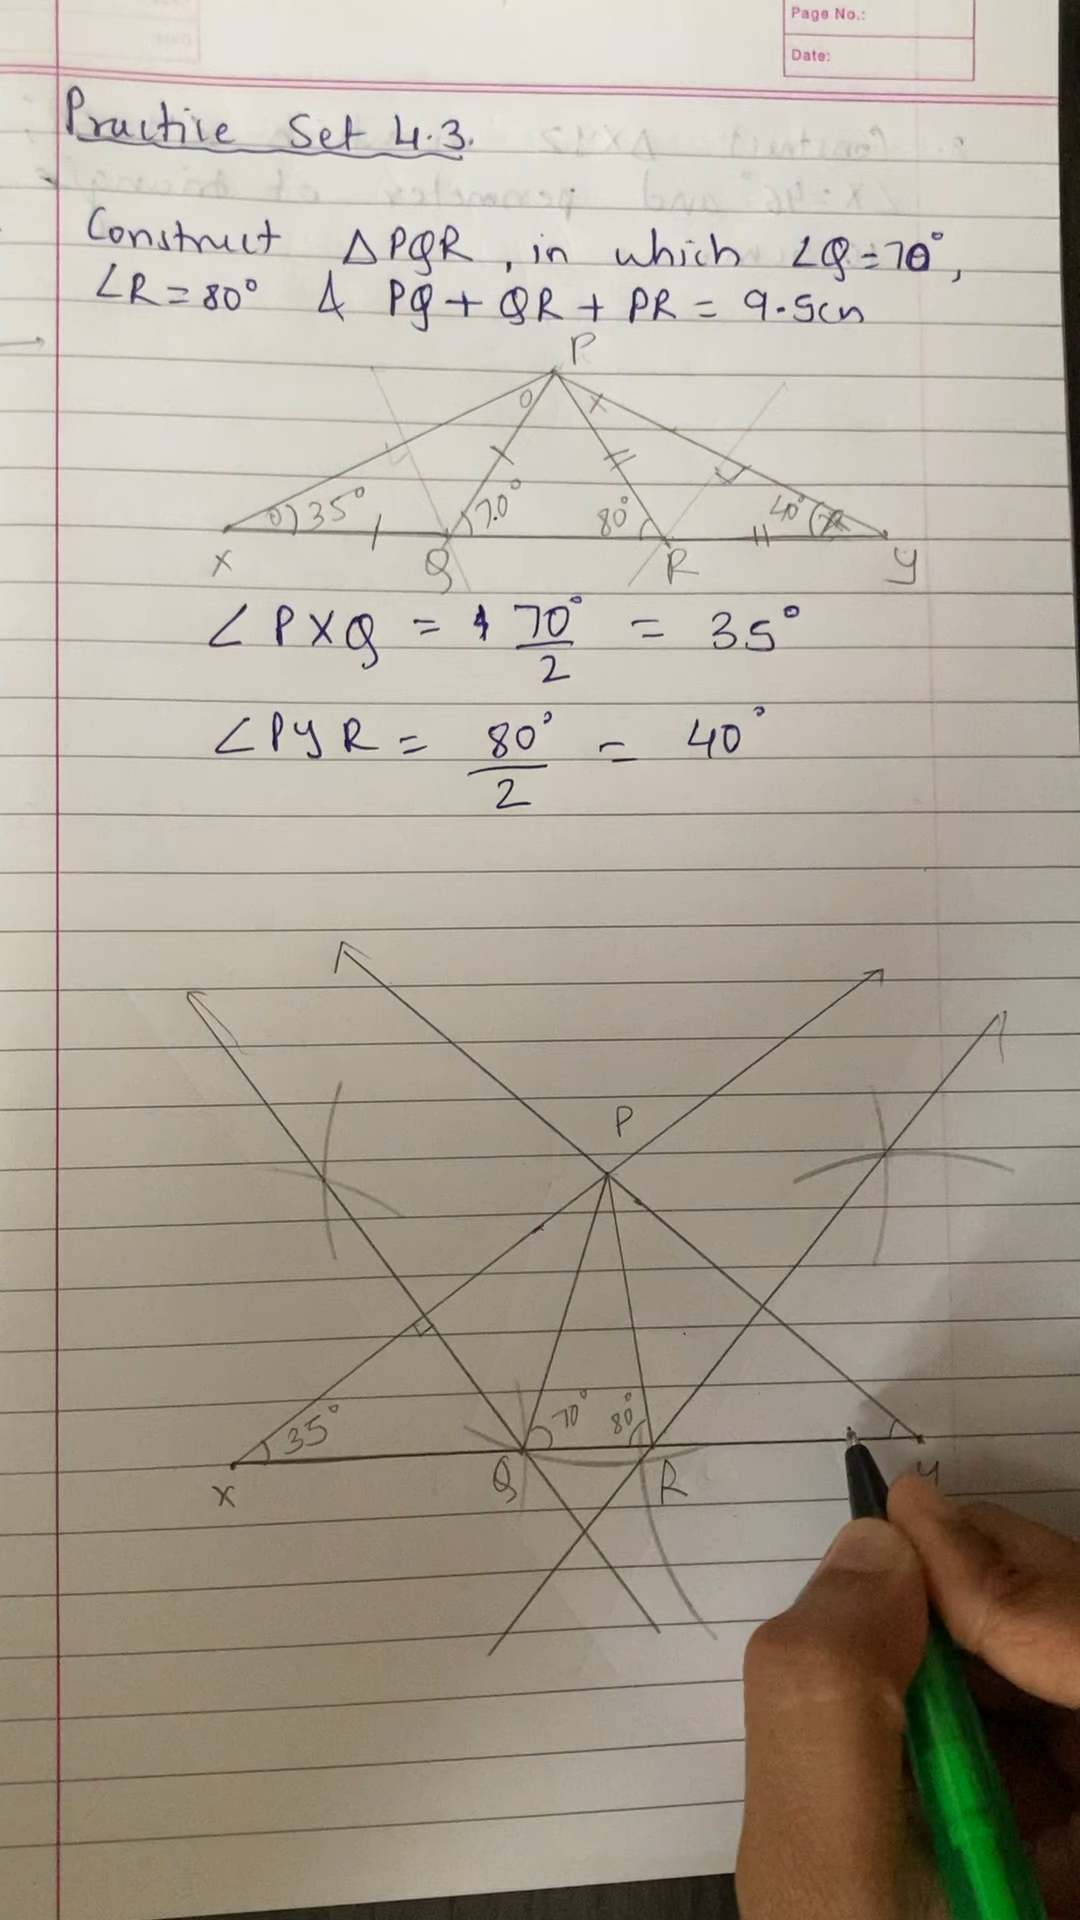 Page No.:
Date:
Practice Set 4.3.
Construct △PQR, in which ∠Q=70°,
∠R=80° & PQ+QR+PR=9.5cm
P
o x
o 35° 70° 80° 40° x
x Q R y
∠PXQ = 70°/2 = 35°
∠PYR = 80°/2 = 40°
P
35° 70° 80°
x Q R y